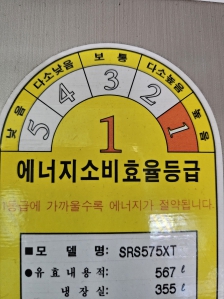 낮음 다소낮음 보통 다소높음 높음
5 4 3 2 1
1
에너지소비효율등급
1등급에 가까울수록 에너지가 절약됩니다.
■ 모 델 명: SRS575XT
●유효내용적: 567 ℓ
냉장실: 355 ℓ